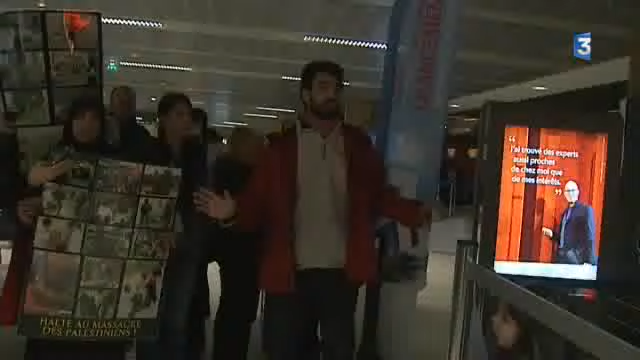 3
FINANCIER
“
J'ai trouvé des experts
aussi proches
de chez moi que
de mes intérêts.
”
HALTE AU MASSACRE
DES PALESTINIENS !